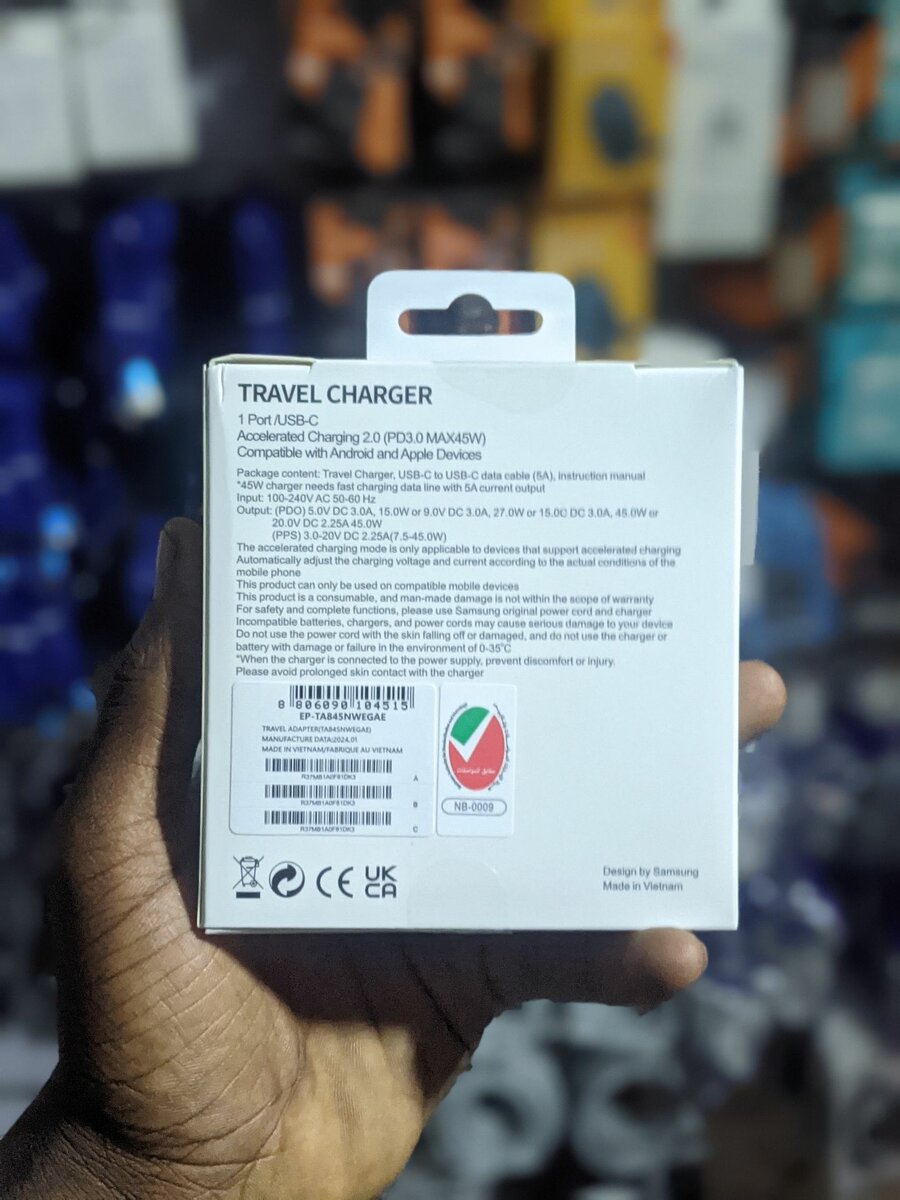 TRAVEL CHARGER
1 Port /USB-C
Accelerated Charging 2.0 (PD3.0 MAX45W)
Compatible with Android and Apple Devices
Package content: Travel Charger, USB-C to USB-C data cable (5A), instruction manual
*45W charger needs fast charging data line with 5A current output
Input: 100-240V AC 50-60 Hz
Output: (PDO) 5.0V DC 3.0A, 15.0W or 9.0V DC 3.0A, 27.0W or 15.0C DC 3.0A, 45.0W or
20.0V DC 2.25A 45.0W
(PPS) 3.0-20V DC 2.25A(7.5-45.0W)
The accelerated charging mode is only applicable to devices that support accelerated charging
Automatically adjust the charging voltage and current according to the actual conditions of the
mobile phone
This product can only be used on compatible mobile devices
This product is a consumable, and man-made damage is not within the scope of warranty
For safety and complete functions, please use Samsung original power cord and charger
Incompatible batteries, chargers, and power cords may cause serious damage to your device
Do not use the power cord with the skin falling off or damaged, and do not use the charger or
battery with damage or failure in the environment of 0-35°C
*When the charger is connected to the power supply, prevent discomfort or injury.
Please avoid prolonged skin contact with the charger
8 806090 104515
EP-TA845NWEGAE
TRAVEL ADAPTER(TA845NWEGAE)
MANUFACTURE DATA:2024.01
MADE IN VIETNAM/FABRIQUE AU VIETNAM
R37MB1A0F81DK3 A
R37MB1A0F81DK3 B
R37MB1A0F81DK3 C
NB-0009
CE
UK
CA
Design by Samsung
Made in Vietnam